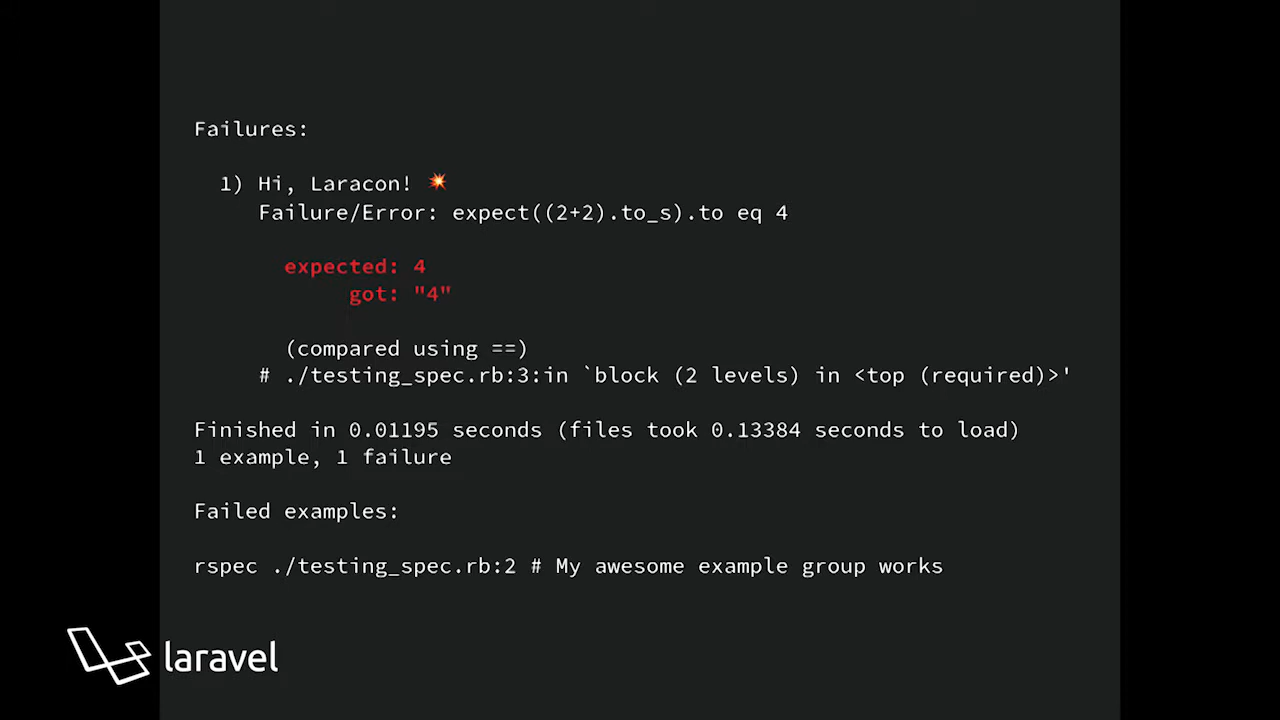 Failures:
1) Hi, Laracon! 💥
Failure/Error: expect((2+2).to_s).to eq 4
expected: 4
got: "4"
(compared using ==)
# ./testing_spec.rb:3:in `block (2 levels) in <top (required)>'
Finished in 0.01195 seconds (files took 0.13384 seconds to load)
1 example, 1 failure
Failed examples:
rspec ./testing_spec.rb:2 # My awesome example group works
laravel